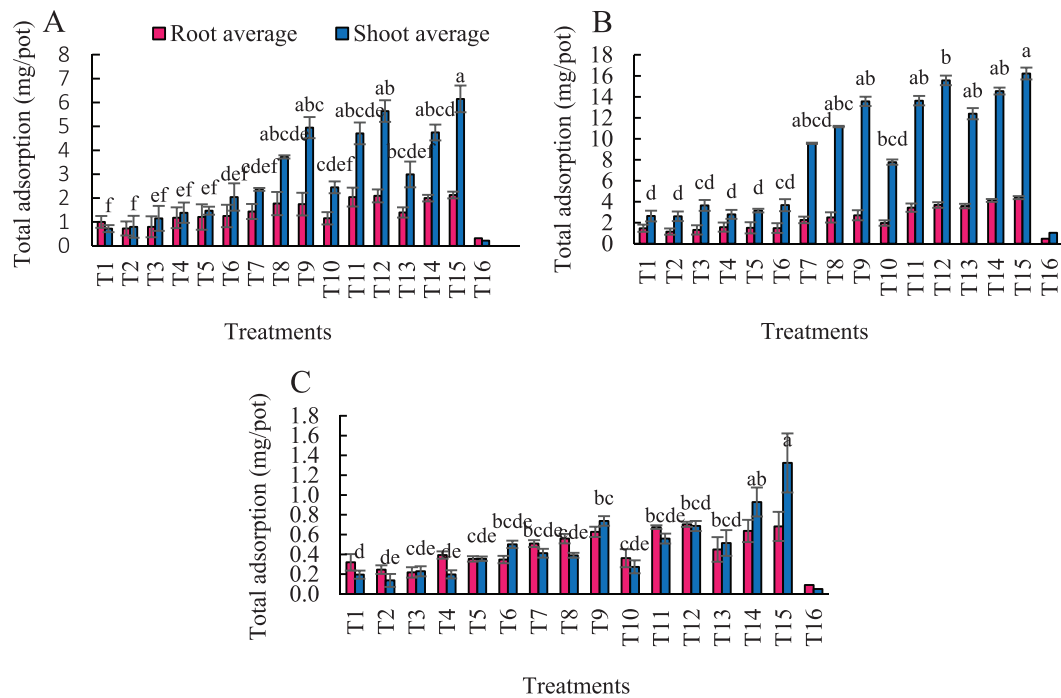 A
Root average
Shoot average
Total adsorption (mg/pot)
8
7
6
5
4
3
2
1
0
f
f
ef
ef
ef
def
cdef
abcde
abc
cdef
abcde
ab
bcdef
abcd
a
T1
T2
T3
T4
T5
T6
T7
T8
T9
T10
T11
T12
T13
T14
T15
T16
Treatments
B
Total adsorption (mg/pot)
18
16
14
12
10
8
6
4
2
0
d
d
cd
d
d
cd
abcd
abc
ab
bcd
ab
b
ab
ab
a
T1
T2
T3
T4
T5
T6
T7
T8
T9
T10
T11
T12
T13
T14
T15
T16
Treatments
C
Total adsorption (mg/pot)
1.8
1.6
1.4
1.2
1.0
0.8
0.6
0.4
0.2
0.0
d
de
cde
de
cde
bcde
bcde
cde
bc
cde
bcde
bcd
bcd
ab
a
T1
T2
T3
T4
T5
T6
T7
T8
T9
T10
T11
T12
T13
T14
T15
T16
Treatments